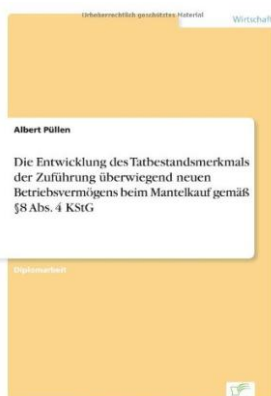 Urheberrechtlich geschütztes Material
Wirtschaft
Albert Püllen
Die Entwicklung des Tatbestandsmerkmals
der Zuführung überwiegend neuen
Betriebsvermögens beim Mantelkauf gemäß
§8 Abs. 4 KStG
Diplomarbeit